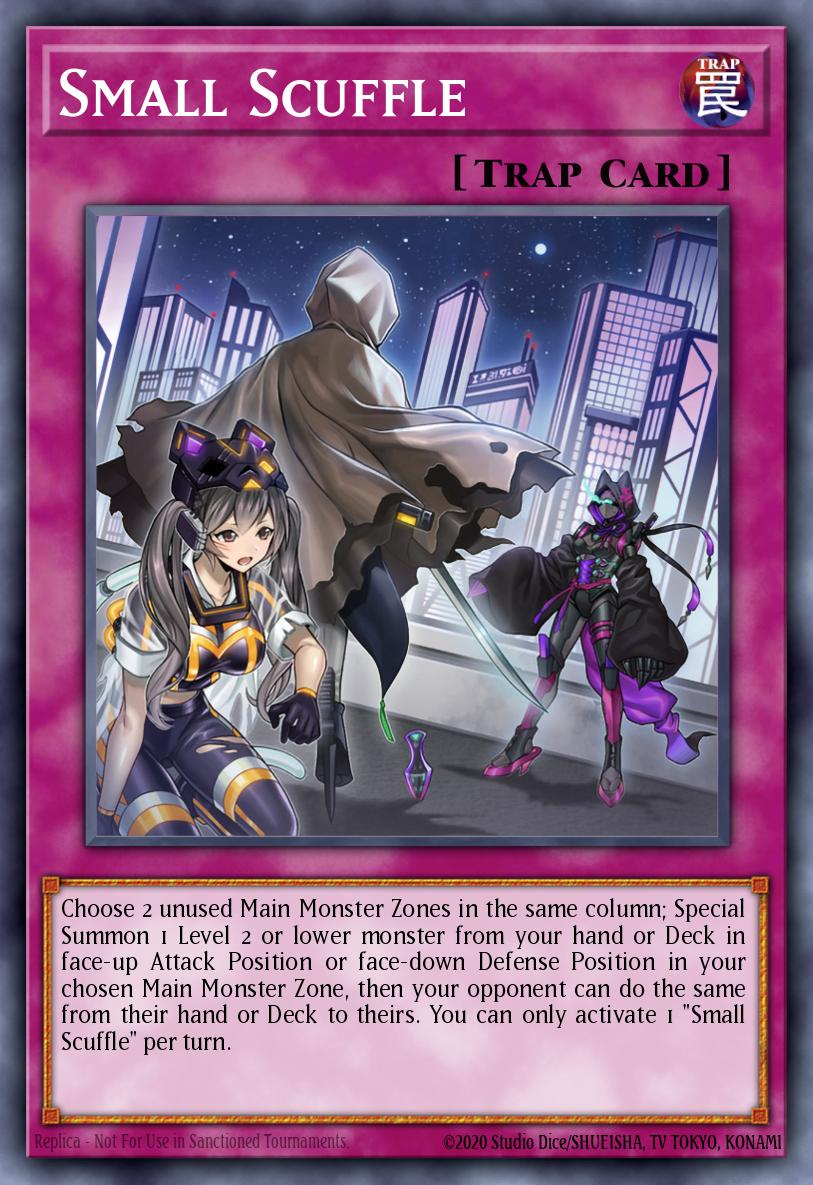 Small Scuffle
TRAP
罠
[Trap Card]
Choose 2 unused Main Monster Zones in the same column; Special
Summon 1 Level 2 or lower monster from your hand or Deck in
face-up Attack Position or face-down Defense Position in your
chosen Main Monster Zone, then your opponent can do the same
from their hand or Deck to theirs. You can only activate 1 "Small
Scuffle" per turn.
Replica - Not For Use in Sanctioned Tournaments.
©2020 Studio Dice/SHUEISHA, TV TOKYO, KONAMI